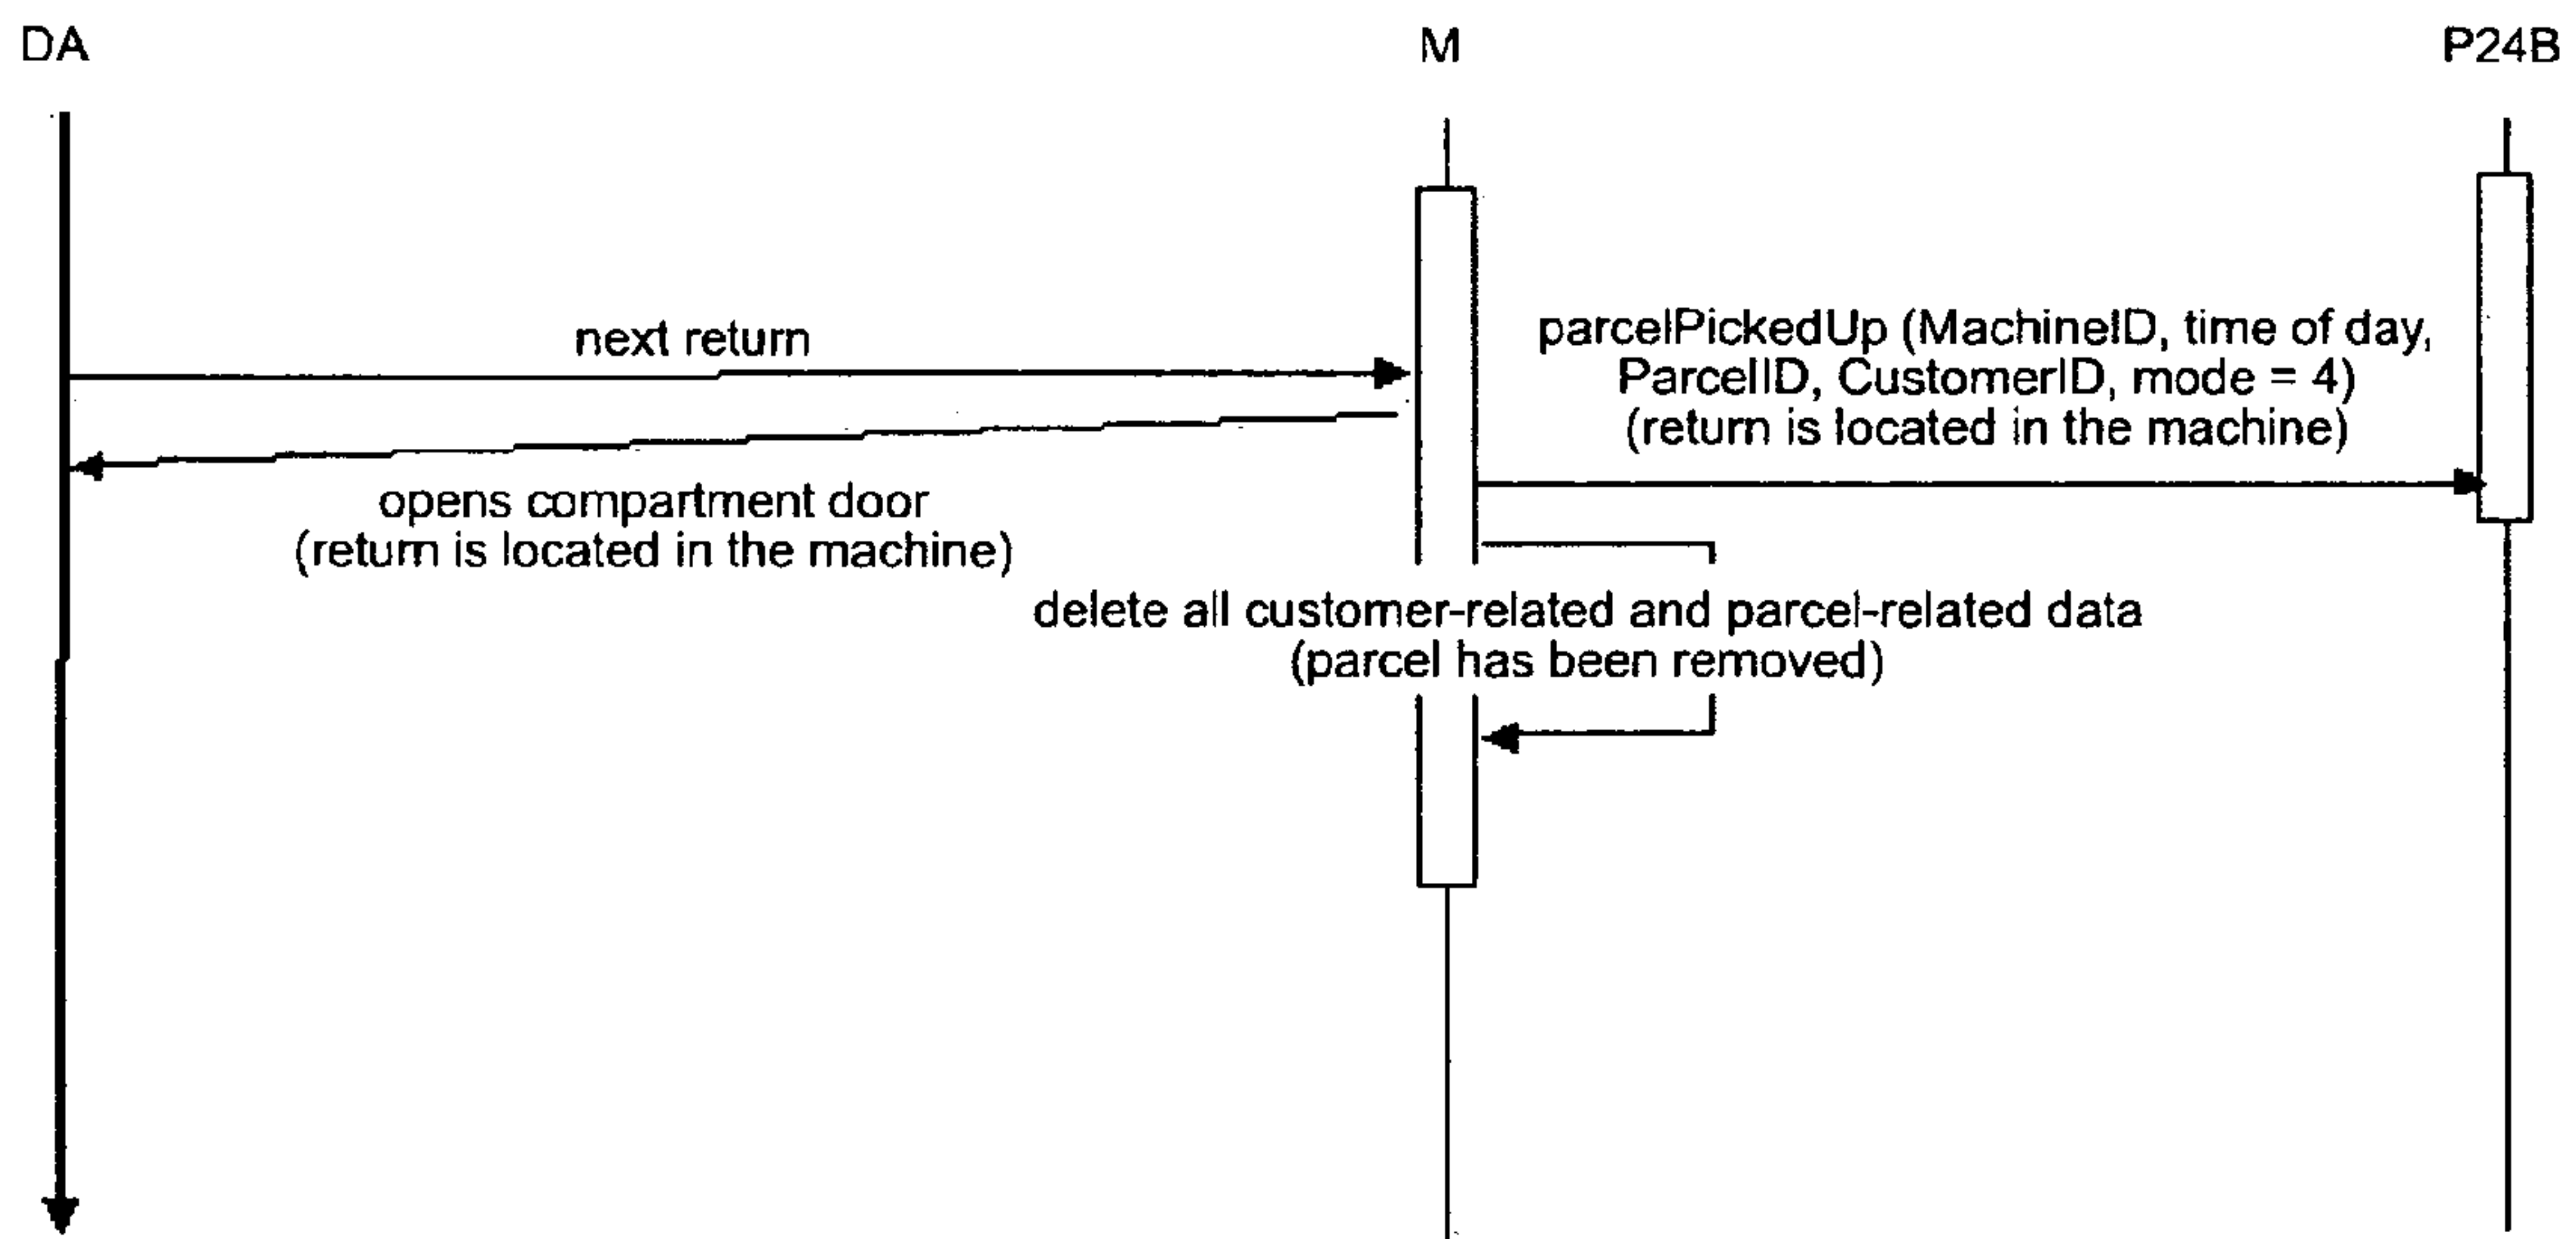 DA
M
P24B
next return
parcelPickedUp (MachineID, time of day,
ParcelID, CustomerID, mode = 4)
(return is located in the machine)
opens compartment door
(return is located in the machine)
delete all customer-related and parcel-related data
(parcel has been removed)